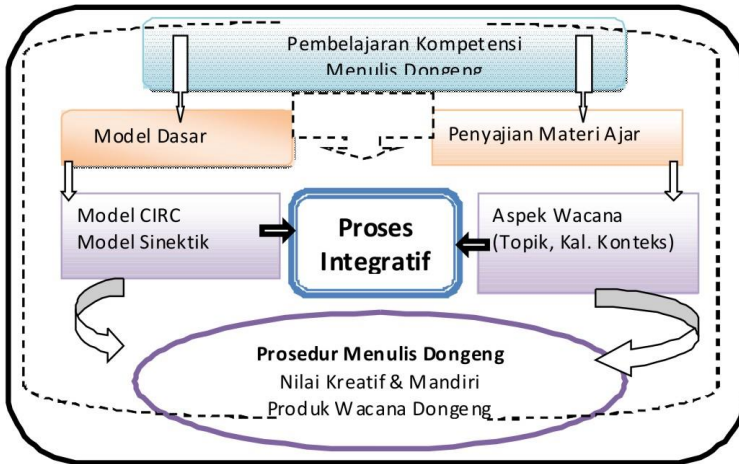 Pembelajaran Kompetensi
Menulis Dongeng
Model Dasar
Penyajian Materi Ajar
Model CIRC
Model Sinektik
Proses
Integratif
Aspek Wacana
(Topik, Kal. Konteks)
Prosedur Menulis Dongeng
Nilai Kreatif & Mandiri
Produk Wacana Dongeng